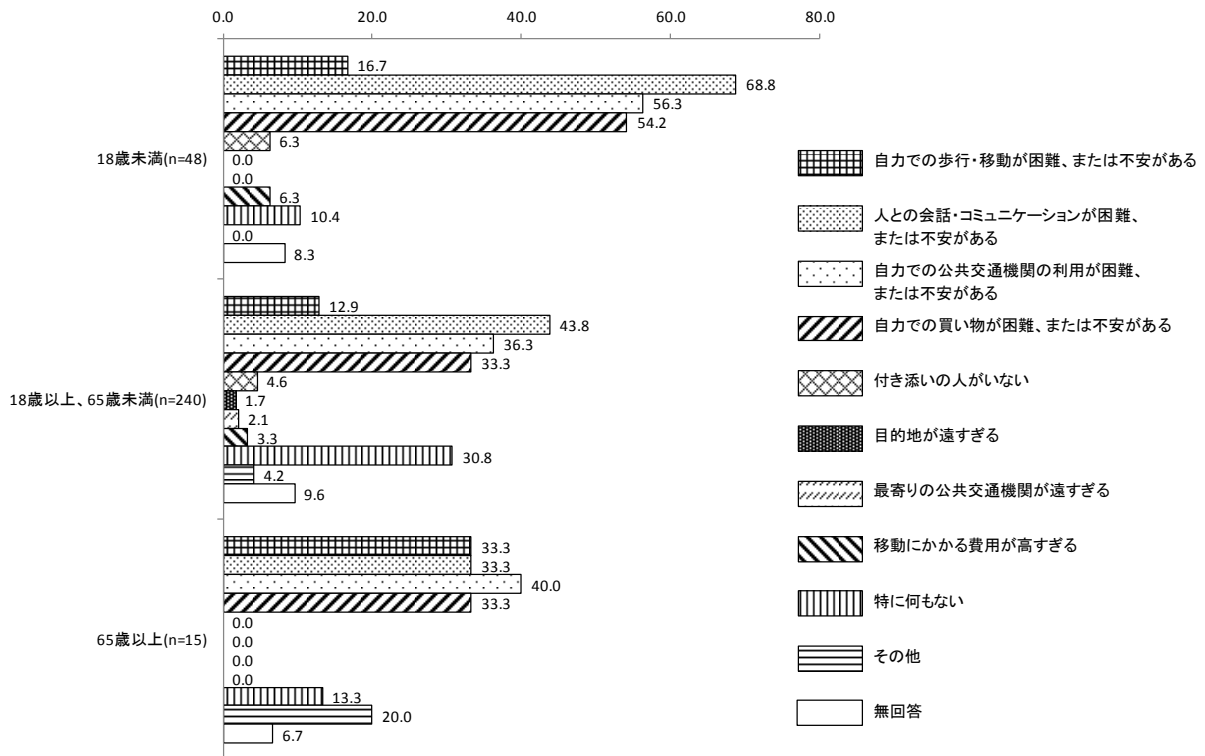 0.0 20.0 40.0 60.0 80.0
18歳未満(n=48)
16.7
68.8
56.3
54.2
6.3
0.0
0.0
6.3
10.4
0.0
8.3
18歳以上、65歳未満(n=240)
12.9
43.8
36.3
33.3
4.6
1.7
2.1
3.3
30.8
4.2
9.6
65歳以上(n=15)
33.3
33.3
40.0
33.3
0.0
0.0
0.0
0.0
13.3
20.0
6.7
自力での歩行・移動が困難、または不安がある
人との会話・コミュニケーションが困難、
または不安がある
自力での公共交通機関の利用が困難、
または不安がある
自力での買い物が困難、または不安がある
付き添いの人がいない
目的地が遠すぎる
最寄りの公共交通機関が遠すぎる
移動にかかる費用が高すぎる
特に何もない
その他
無回答